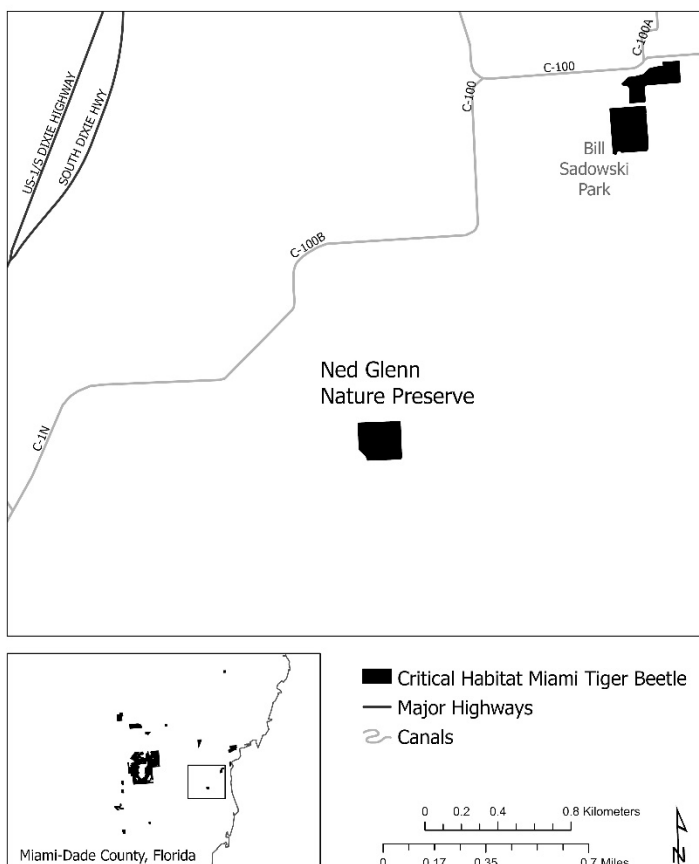 C-100A
C-100
C-100
US-1/S DIXIE HIGHWAY
SOUTH DIXIE HWY
Bill
Sadowski
Park
C-100B
Ned Glenn
Nature Preserve
C-1N
Critical Habitat Miami Tiger Beetle
Major Highways
Canals
0 0.2 0.4 0.8 Kilometers
0 0.17 0.35 0.7 Miles
N
Miami-Dade County, Florida